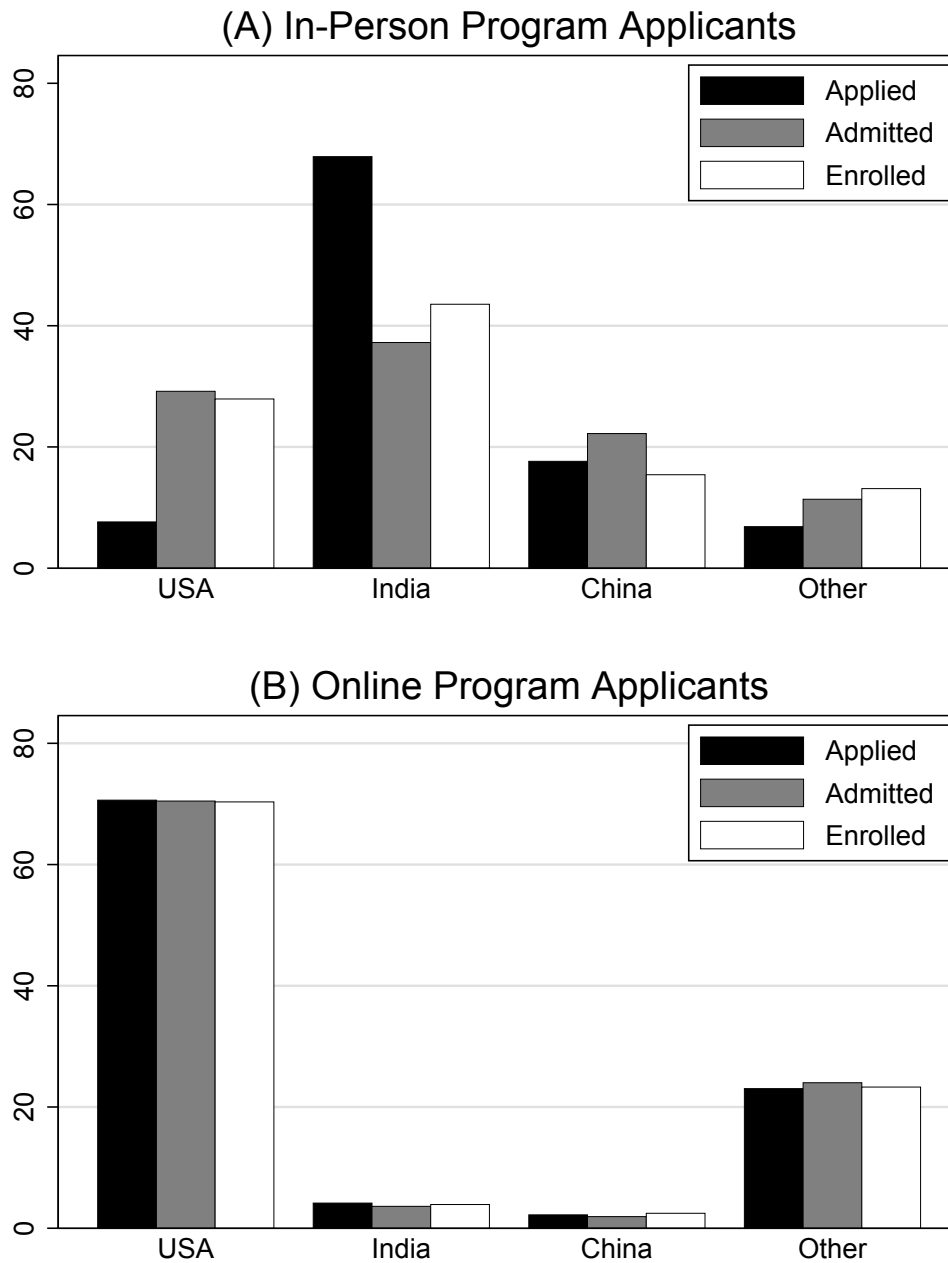 (A) In-Person Program Applicants
80
60
40
20
0
Applied
Admitted
Enrolled
USA India China Other
(B) Online Program Applicants
80
60
40
20
0
Applied
Admitted
Enrolled
USA India China Other